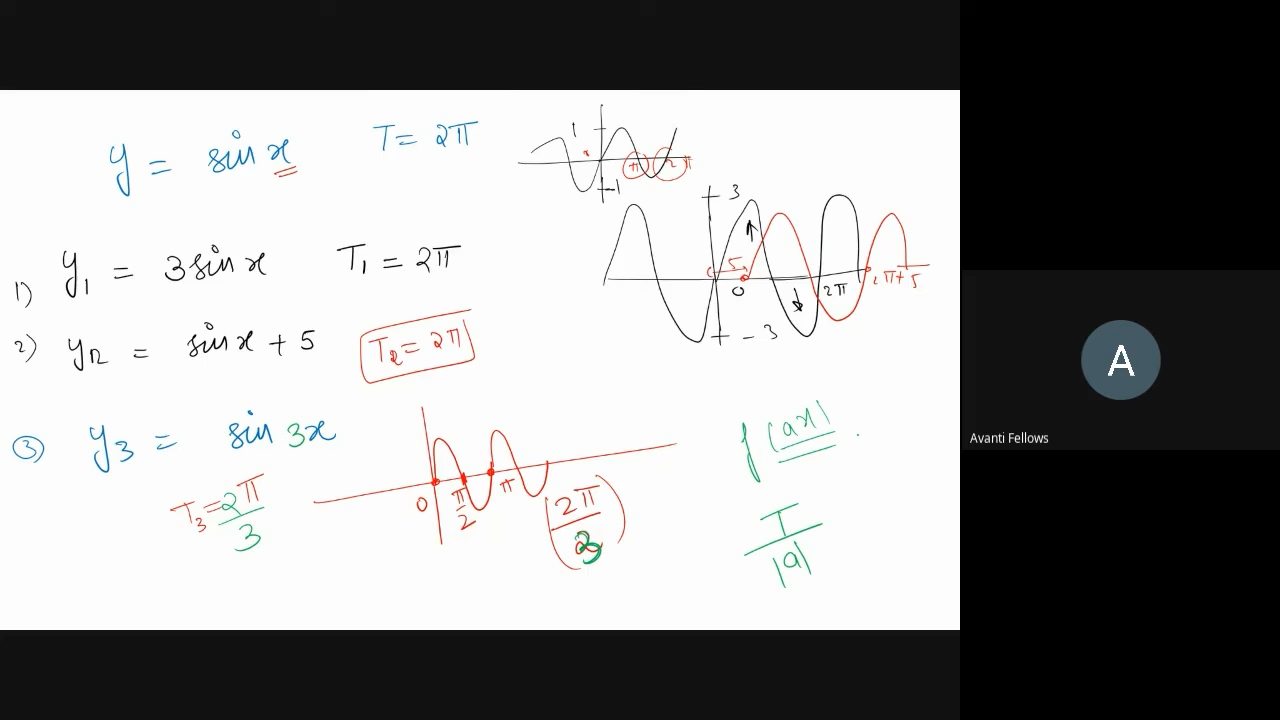 y = sin x T = 2π
1
-1
π 2π
3
1) y₁ = 3 sin x T₁ = 2π
5
0 2π 2π+5
-3
2) y₂ = sin x + 5 T₂ = 2π
③ y₃ = sin 3x
f(ax)
T₃ = 2π/3
0 π/2 π
(2π/3)
T/|a|
A
Avanti Fellows